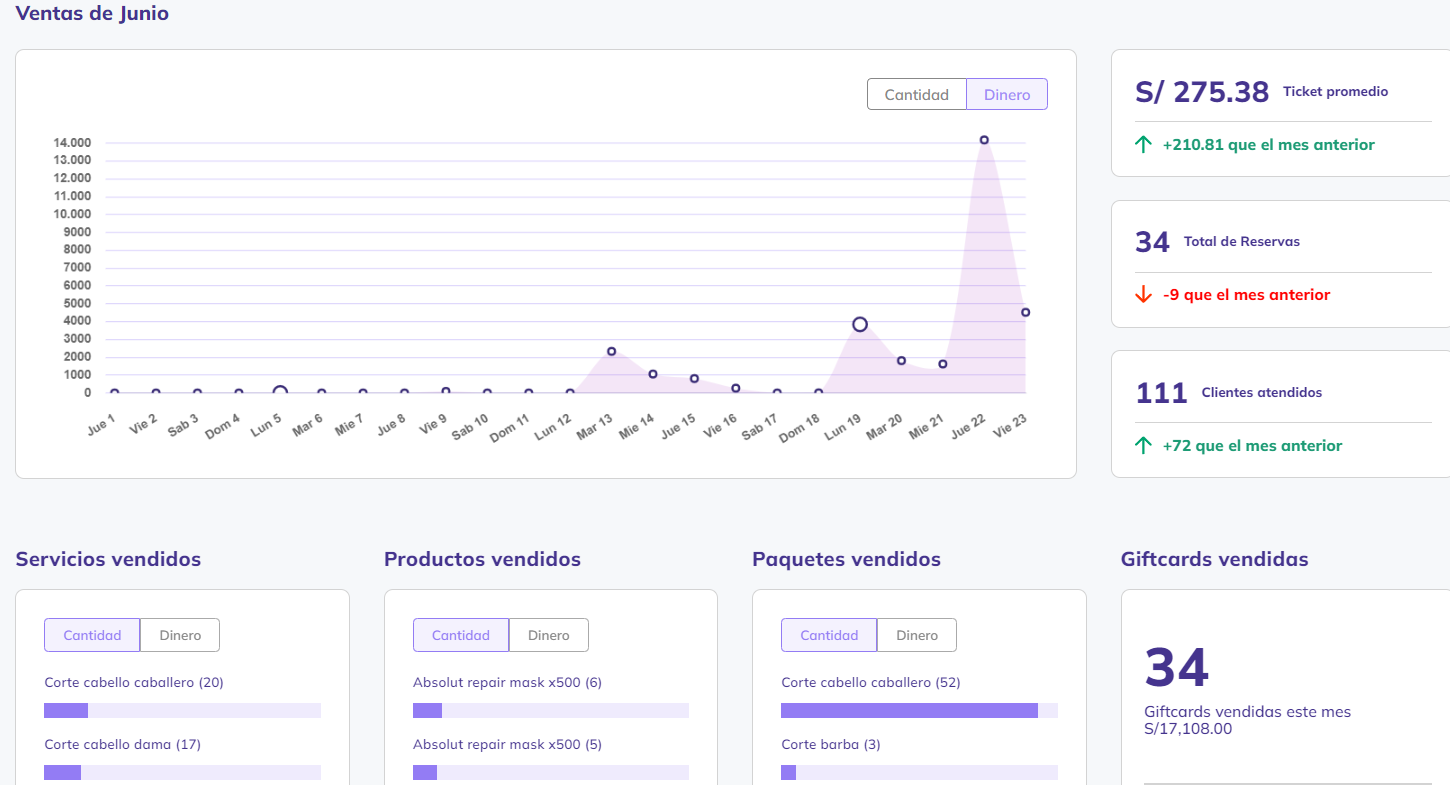 Ventas de Junio
Cantidad Dinero
14.000
13.000
12.000
11.000
10.000
9000
8000
7000
6000
5000
4000
3000
2000
1000
0
Jue 1 Vie 2 Sab 3 Dom 4 Lun 5 Mar 6 Mie 7 Jue 8 Vie 9 Sab 10 Dom 11 Lun 12 Mar 13 Mie 14 Jue 15 Vie 16 Sab 17 Dom 18 Lun 19 Mar 20 Mie 21 Jue 22 Vie 23
S/ 275.38 Ticket promedio
+210.81 que el mes anterior
34 Total de Reservas
-9 que el mes anterior
111 Clientes atendidos
+72 que el mes anterior
Servicios vendidos
Cantidad Dinero
Corte cabello caballero (20)
Corte cabello dama (17)
Productos vendidos
Cantidad Dinero
Absolut repair mask x500 (6)
Absolut repair mask x500 (5)
Paquetes vendidos
Cantidad Dinero
Corte cabello caballero (52)
Corte barba (3)
Giftcards vendidas
34
Giftcards vendidas este mes
S/17,108.00